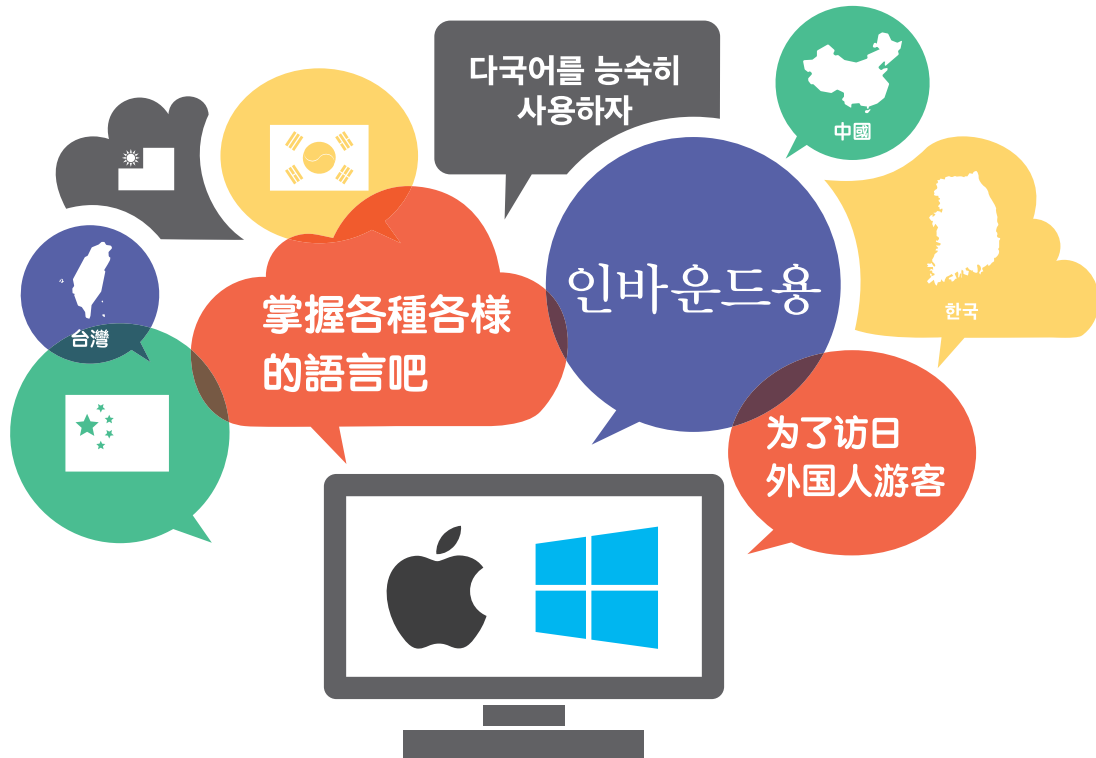 다국어를 능숙히
사용하자
中國
인바운드용
한국
台灣
掌握各種各樣
的語言吧
为了访日
外国人游客